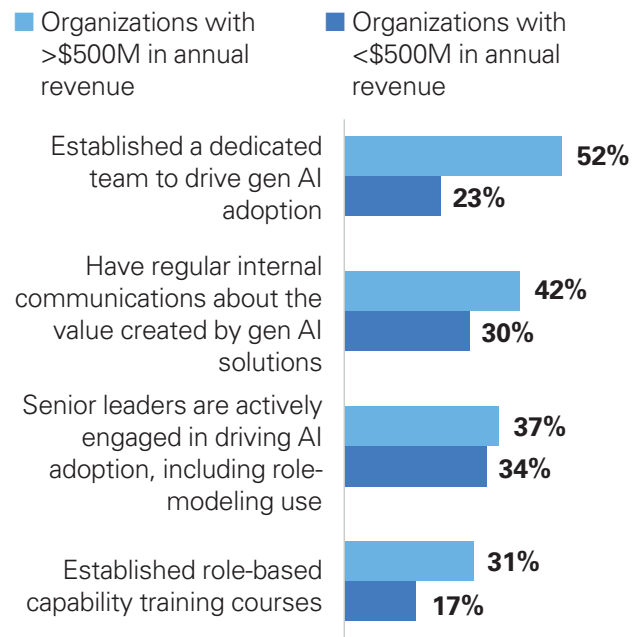 Organizations with
>$500M in annual
revenue
Organizations with
<$500M in annual
revenue
Established a dedicated
team to drive gen AI
adoption
52%
23%
Have regular internal
communications about the
value created by gen AI
solutions
42%
30%
Senior leaders are actively
engaged in driving AI
adoption, including role-
modeling use
37%
34%
Established role-based
capability training courses
31%
17%